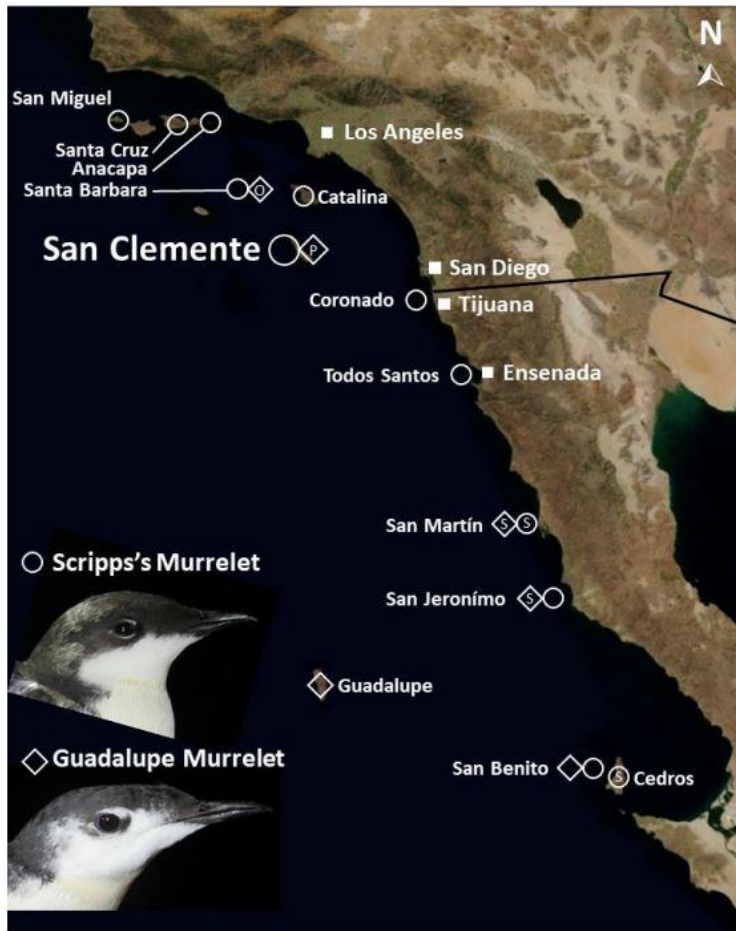 N
San Miguel
Los Angeles
Santa Cruz
Anacapa
Santa Barbara
O
Catalina
San Clemente
P
San Diego
Coronado
Tijuana
Todos Santos
Ensenada
San Martín
S
S
Scripps's Murrelet
San Jeronímo
S
Guadalupe
Guadalupe Murrelet
San Benito
S
Cedros